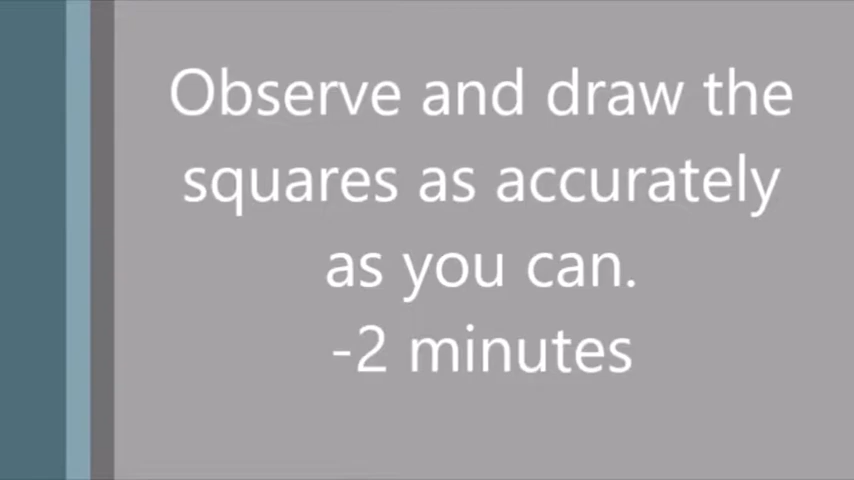 Observe and draw the
squares as accurately
as you can.
-2 minutes